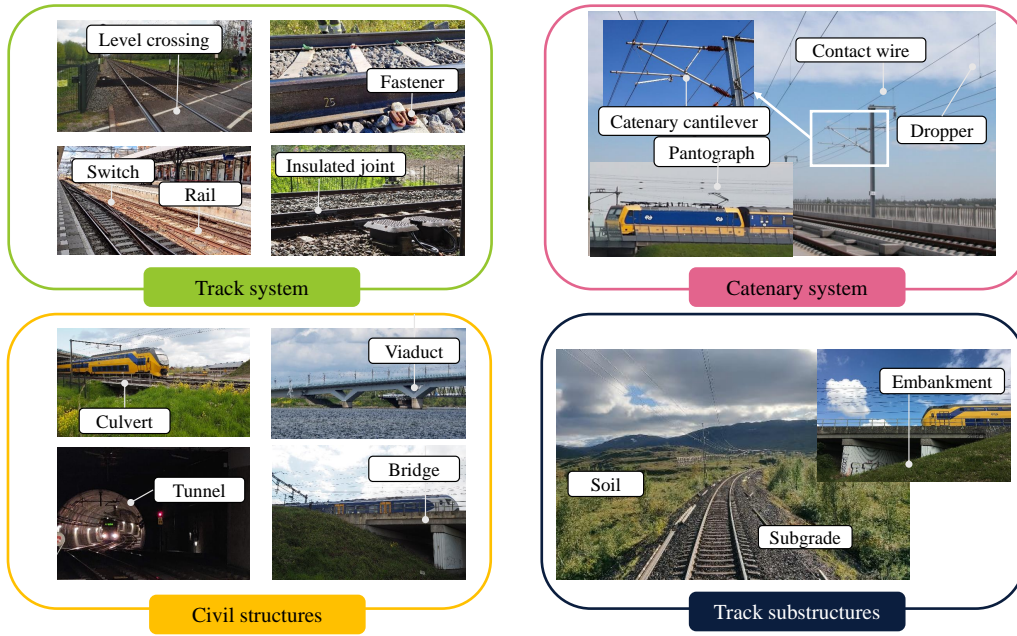 Level crossing
Fastener
75
Switch
Rail
Insulated joint
Track system
Catenary cantilever
Pantograph
Contact wire
Dropper
Catenary system
Culvert
Viaduct
Tunnel
Bridge
Civil structures
Soil
Subgrade
Embankment
Track substructures